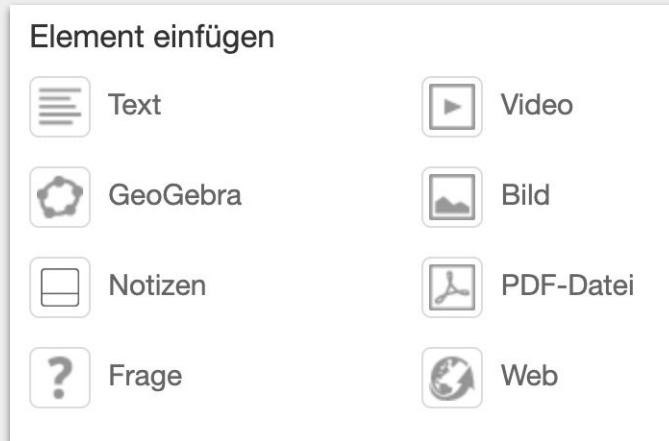 Element einfügen
Text
Video
GeoGebra
Bild
Notizen
PDF-Datei
Frage
Web